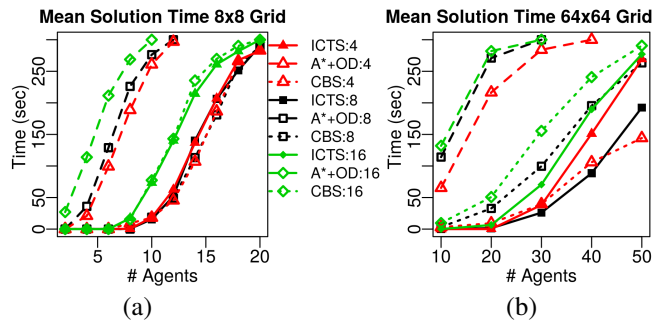 Mean Solution Time 8x8 Grid
Time (sec)
0 50 150 250
5 10 15 20
# Agents
(a)
ICTS:4
A*+OD:4
CBS:4
ICTS:8
A*+OD:8
CBS:8
ICTS:16
A*+OD:16
CBS:16
Mean Solution Time 64x64 Grid
Time (sec)
0 50 150 250
10 20 30 40 50
# Agents
(b)